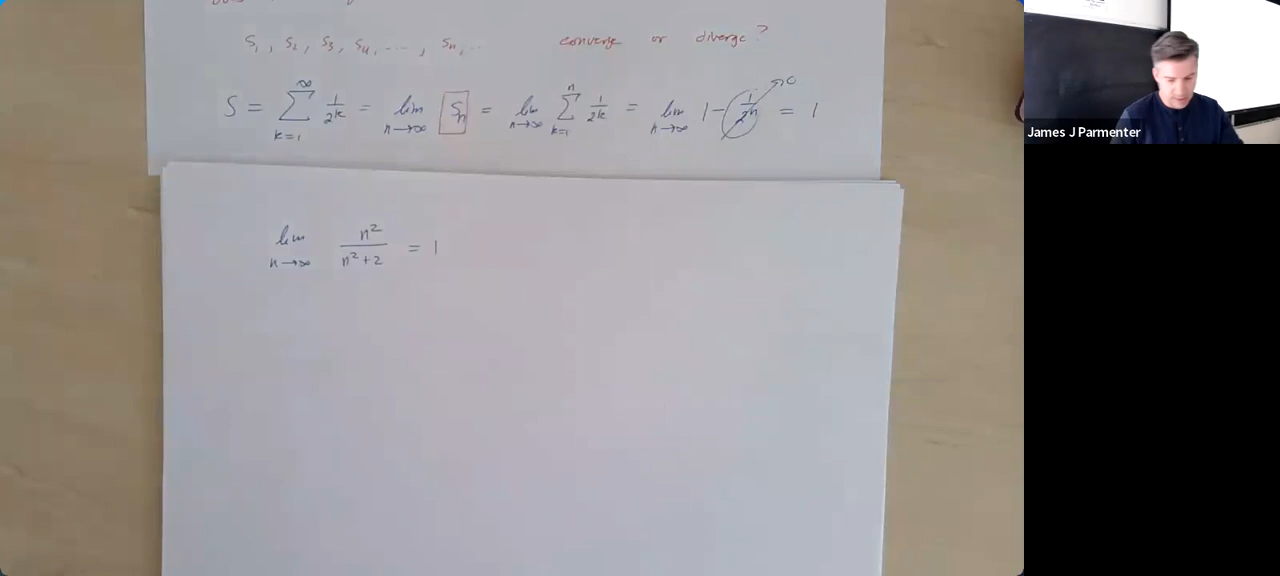 S₁, S₂, S₃, S₄, ..., Sₙ, .. converge or diverge?
S = ∑_{k=1}^{∞} 1/2^k = lim_{n→∞} Sₙ = lim_{n→∞} ∑_{k=1}^{n} 1/2^k = lim_{n→∞} 1 - 1/2^n → 0 = 1
lim_{n→∞} n²/(n²+2) = 1
James J Parmenter